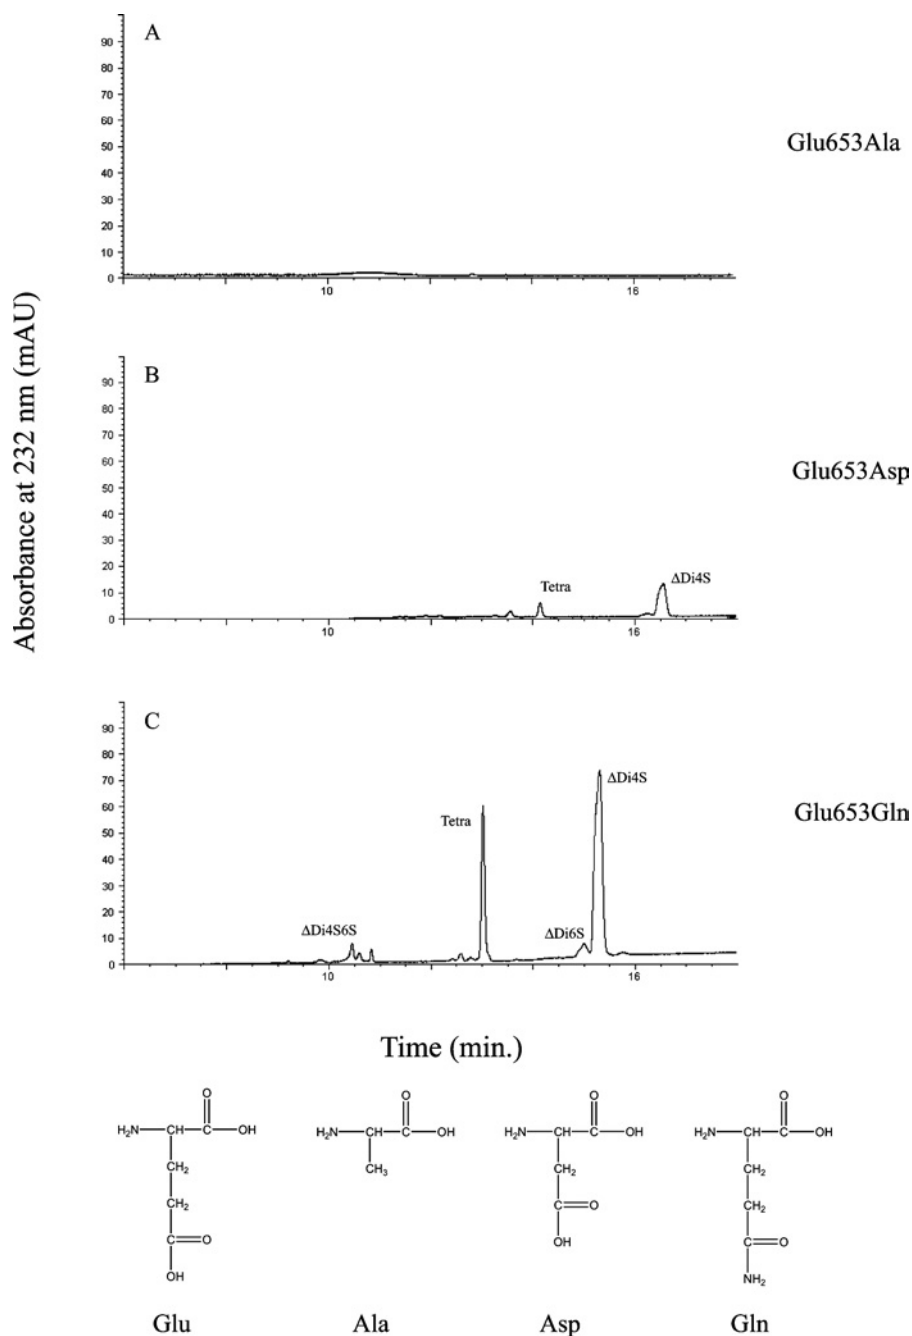 Absorbance at 232 nm (mAU)
A
90
80
70
60
50
40
30
20
10
0
10
16
Glu653Ala
B
90
80
70
60
50
40
30
20
10
0
Tetra
ΔDi4S
10
16
Glu653Asp
C
90
80
70
60
50
40
30
20
10
0
ΔDi4S6S
Tetra
ΔDi6S
ΔDi4S
10
16
Glu653Gln
Time (min.)
O
H₂N CH C OH
CH₂
CH₂
C O
OH
Glu
O
H₂N CH C OH
CH₃
Ala
O
H₂N CH C OH
CH₂
C O
OH
Asp
O
H₂N CH C OH
CH₂
CH₂
C O
NH₂
Gln